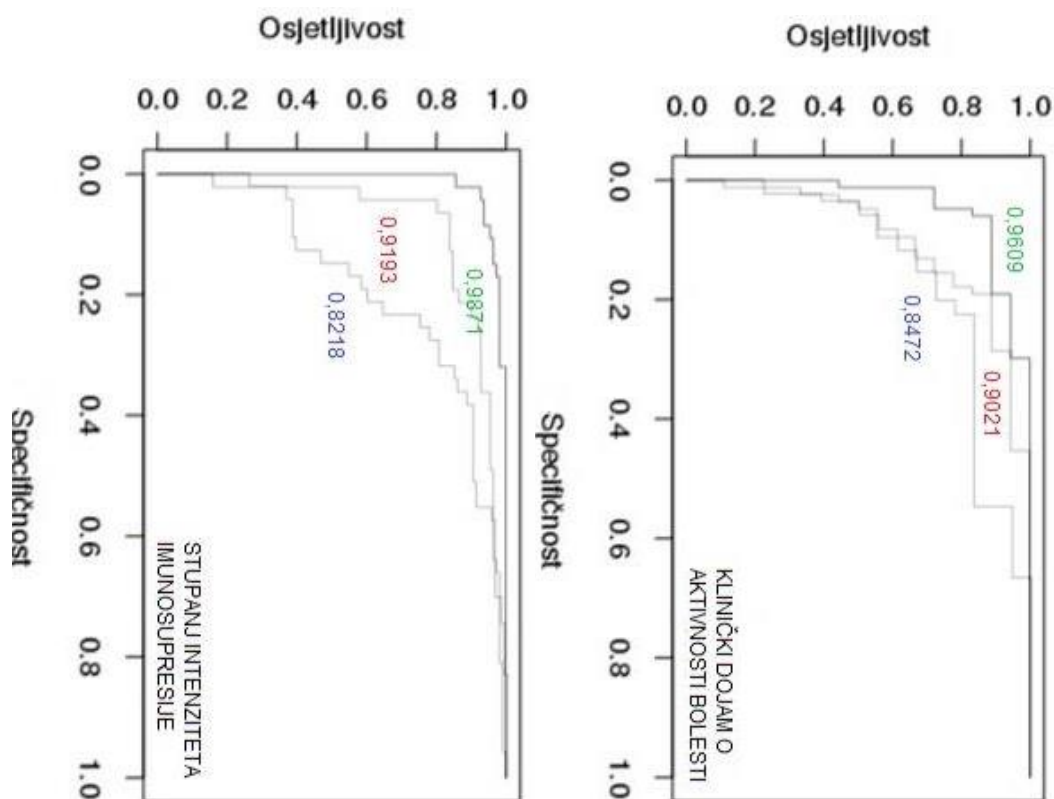 Osjetljivost
0.0 0.2 0.4 0.6 0.8 1.0
0.0 0.2 0.4 0.6 0.8 1.0
Specifičnost
0,9193
0,9871
0,8218
STUPANJ INTENZITETA
IMUNOSUPRESIJE
Osjetljivost
0.0 0.2 0.4 0.6 0.8 1.0
0.0 0.2 0.4 0.6 0.8 1.0
Specifičnost
0,9609
0,8472
0,9021
KLINIČKI DOJAM O
AKTIVNOSTI BOLESTI